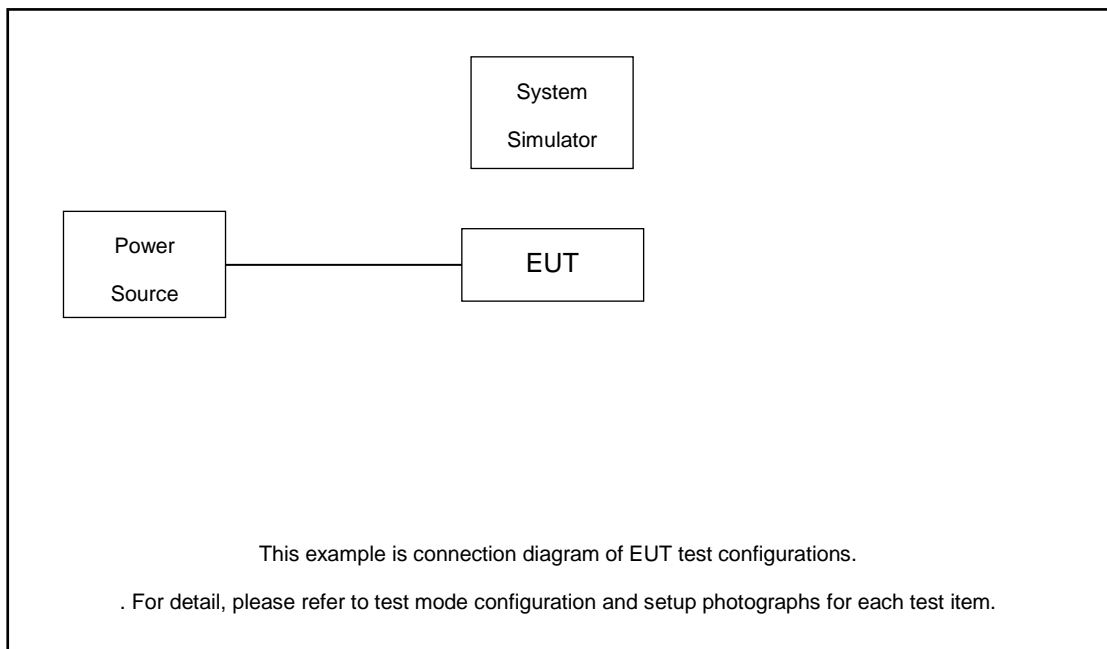 System
Simulator
Power
Source
EUT
This example is connection diagram of EUT test configurations.
. For detail, please refer to test mode configuration and setup photographs for each test item.